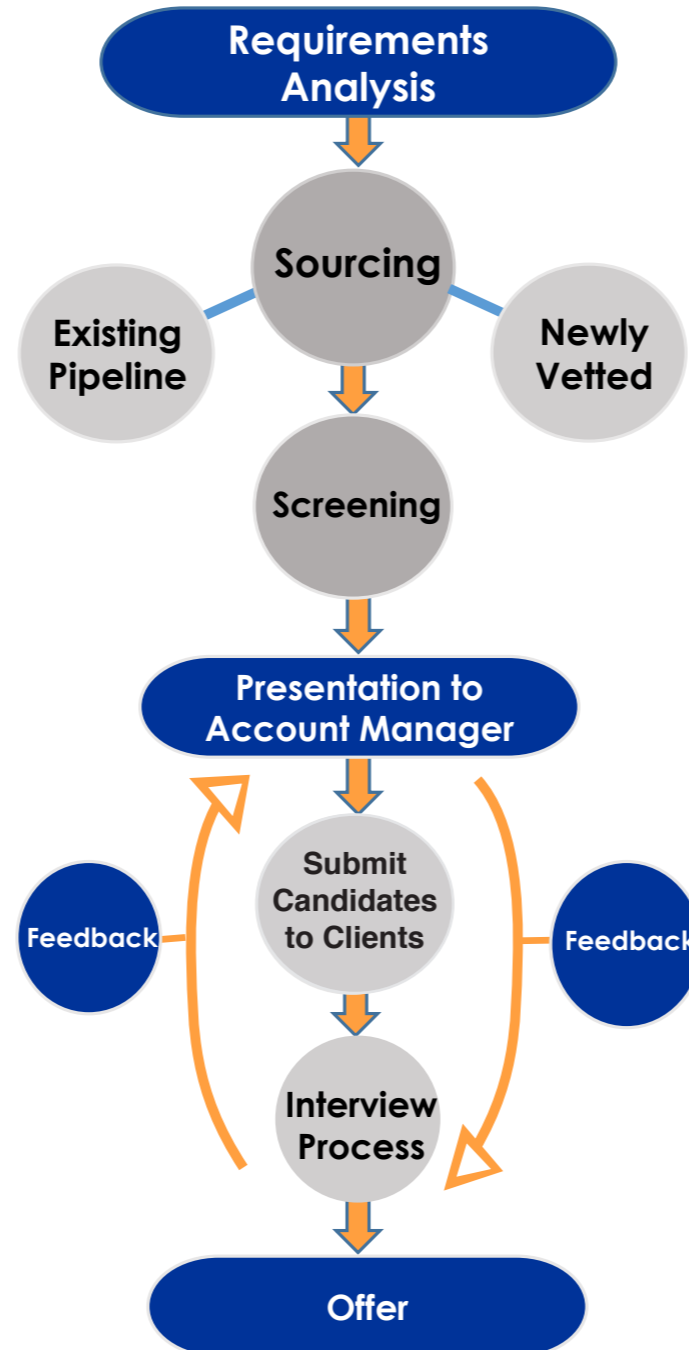 Requirements
Analysis
Sourcing
Existing
Pipeline
Newly
Vetted
Screening
Presentation to
Account Manager
Submit
Candidates
to Clients
Feedback
Feedback
Interview
Process
Offer